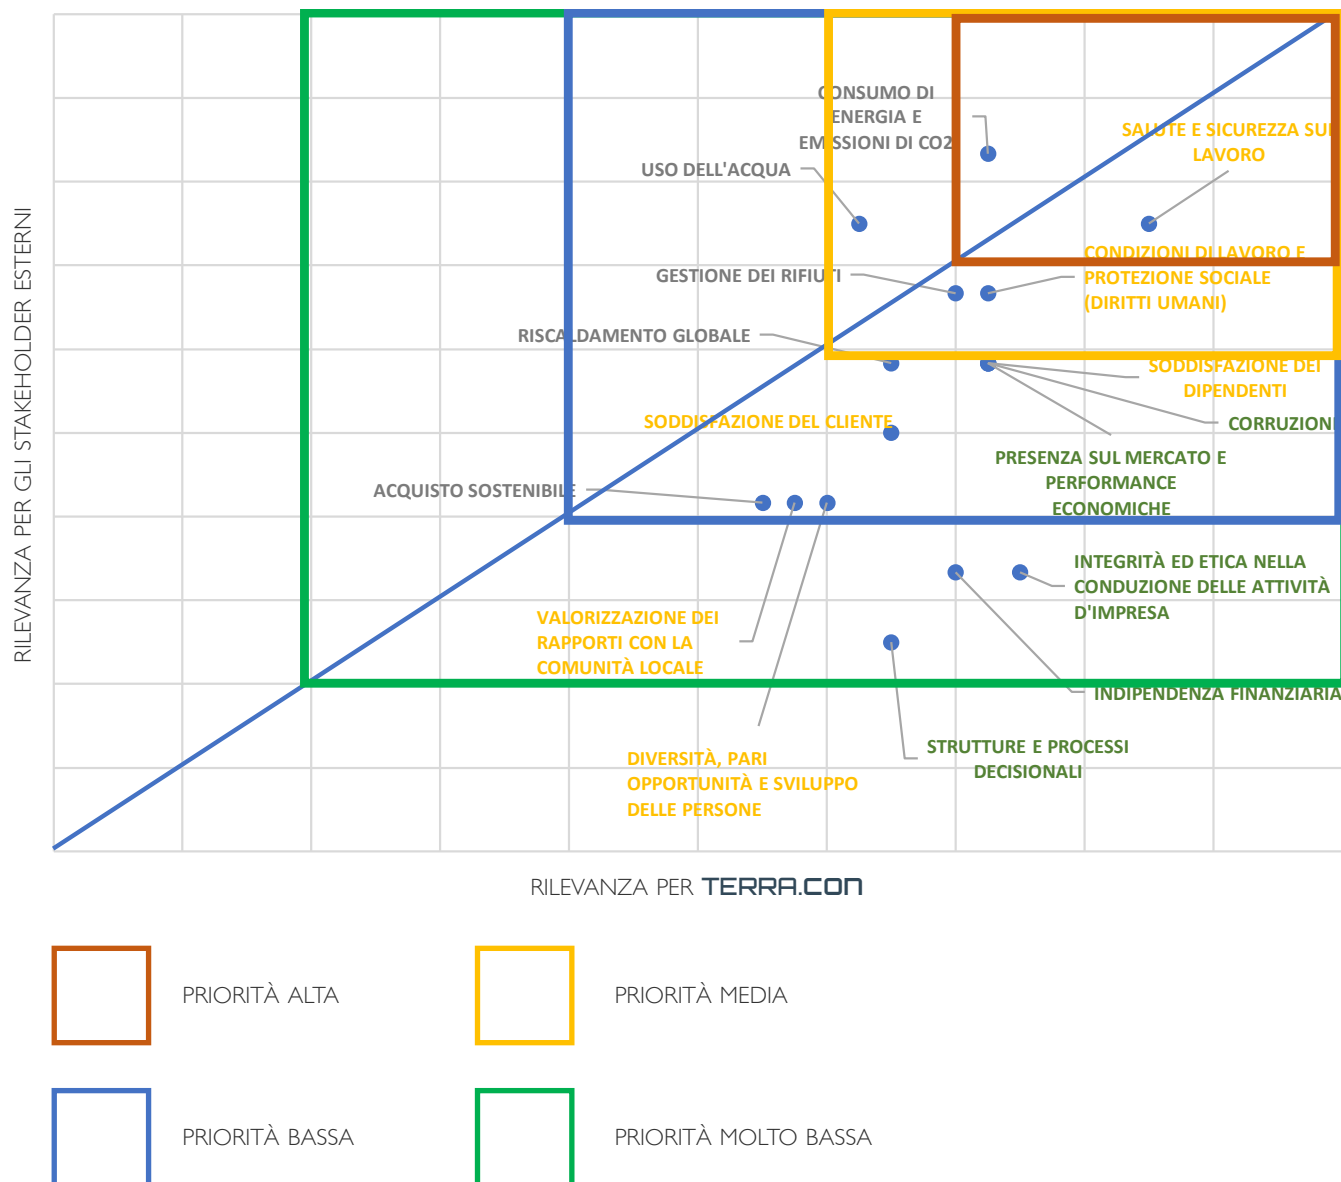 CONSUMO DI
ENERGIA E
EMISSIONI DI CO2
SALUTE E SICUREZZA SUL
LAVORO
USO DELL'ACQUA
CONDIZIONI DI LAVORO E
PROTEZIONE SOCIALE
(DIRITTI UMANI)
GESTIONE DEI RIFIUTI
RISCALDAMENTO GLOBALE
SODDISFAZIONE DEI
DIPENDENTI
SODDISFAZIONE DEL CLIENTE
CORRUZIONE
PRESENZA SUL MERCATO E
PERFORMANCE
ECONOMICHE
ACQUISTO SOSTENIBILE
INTEGRITÀ ED ETICA NELLA
CONDUZIONE DELLE ATTIVITÀ
D'IMPRESA
VALORIZZAZIONE DEI
RAPPORTI CON LA
COMUNITÀ LOCALE
INDIPENDENZA FINANZIARIA
STRUTTURE E PROCESSI
DECISIONALI
DIVERSITÀ, PARI
OPPORTUNITÀ E SVILUPPO
DELLE PERSONE
RILEVANZA PER GLI STAKEHOLDER ESTERNI
RILEVANZA PER TERRA.CON
PRIORITÀ ALTA
PRIORITÀ MEDIA
PRIORITÀ BASSA
PRIORITÀ MOLTO BASSA